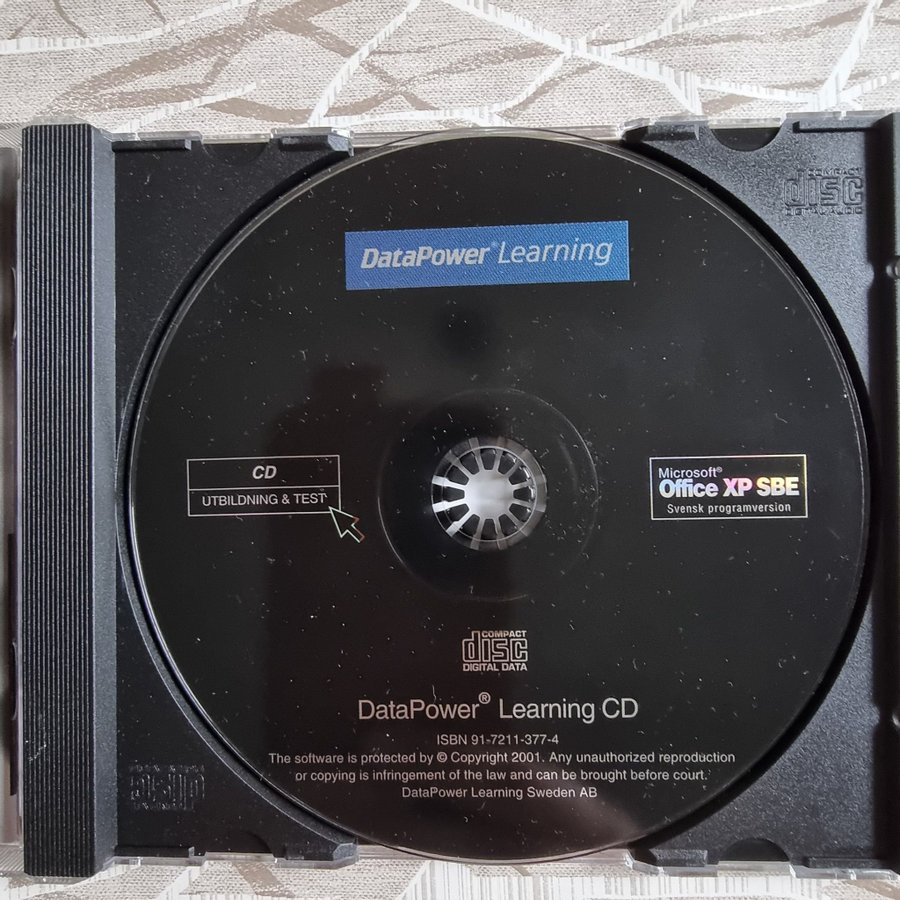 COMPACT
disc
DataPower® Learning
CD
UTBILDNING & TEST
Microsoft®
Office XP SBE
Svensk programversion
COMPACT
disc
DIGITAL DATA
DataPower® Learning CD
ISBN 91-7211-377-4
The software is protected by © Copyright 2001. Any unauthorized reproduction
or copying is infringement of the law and can be brought before court.
DataPower Learning Sweden AB